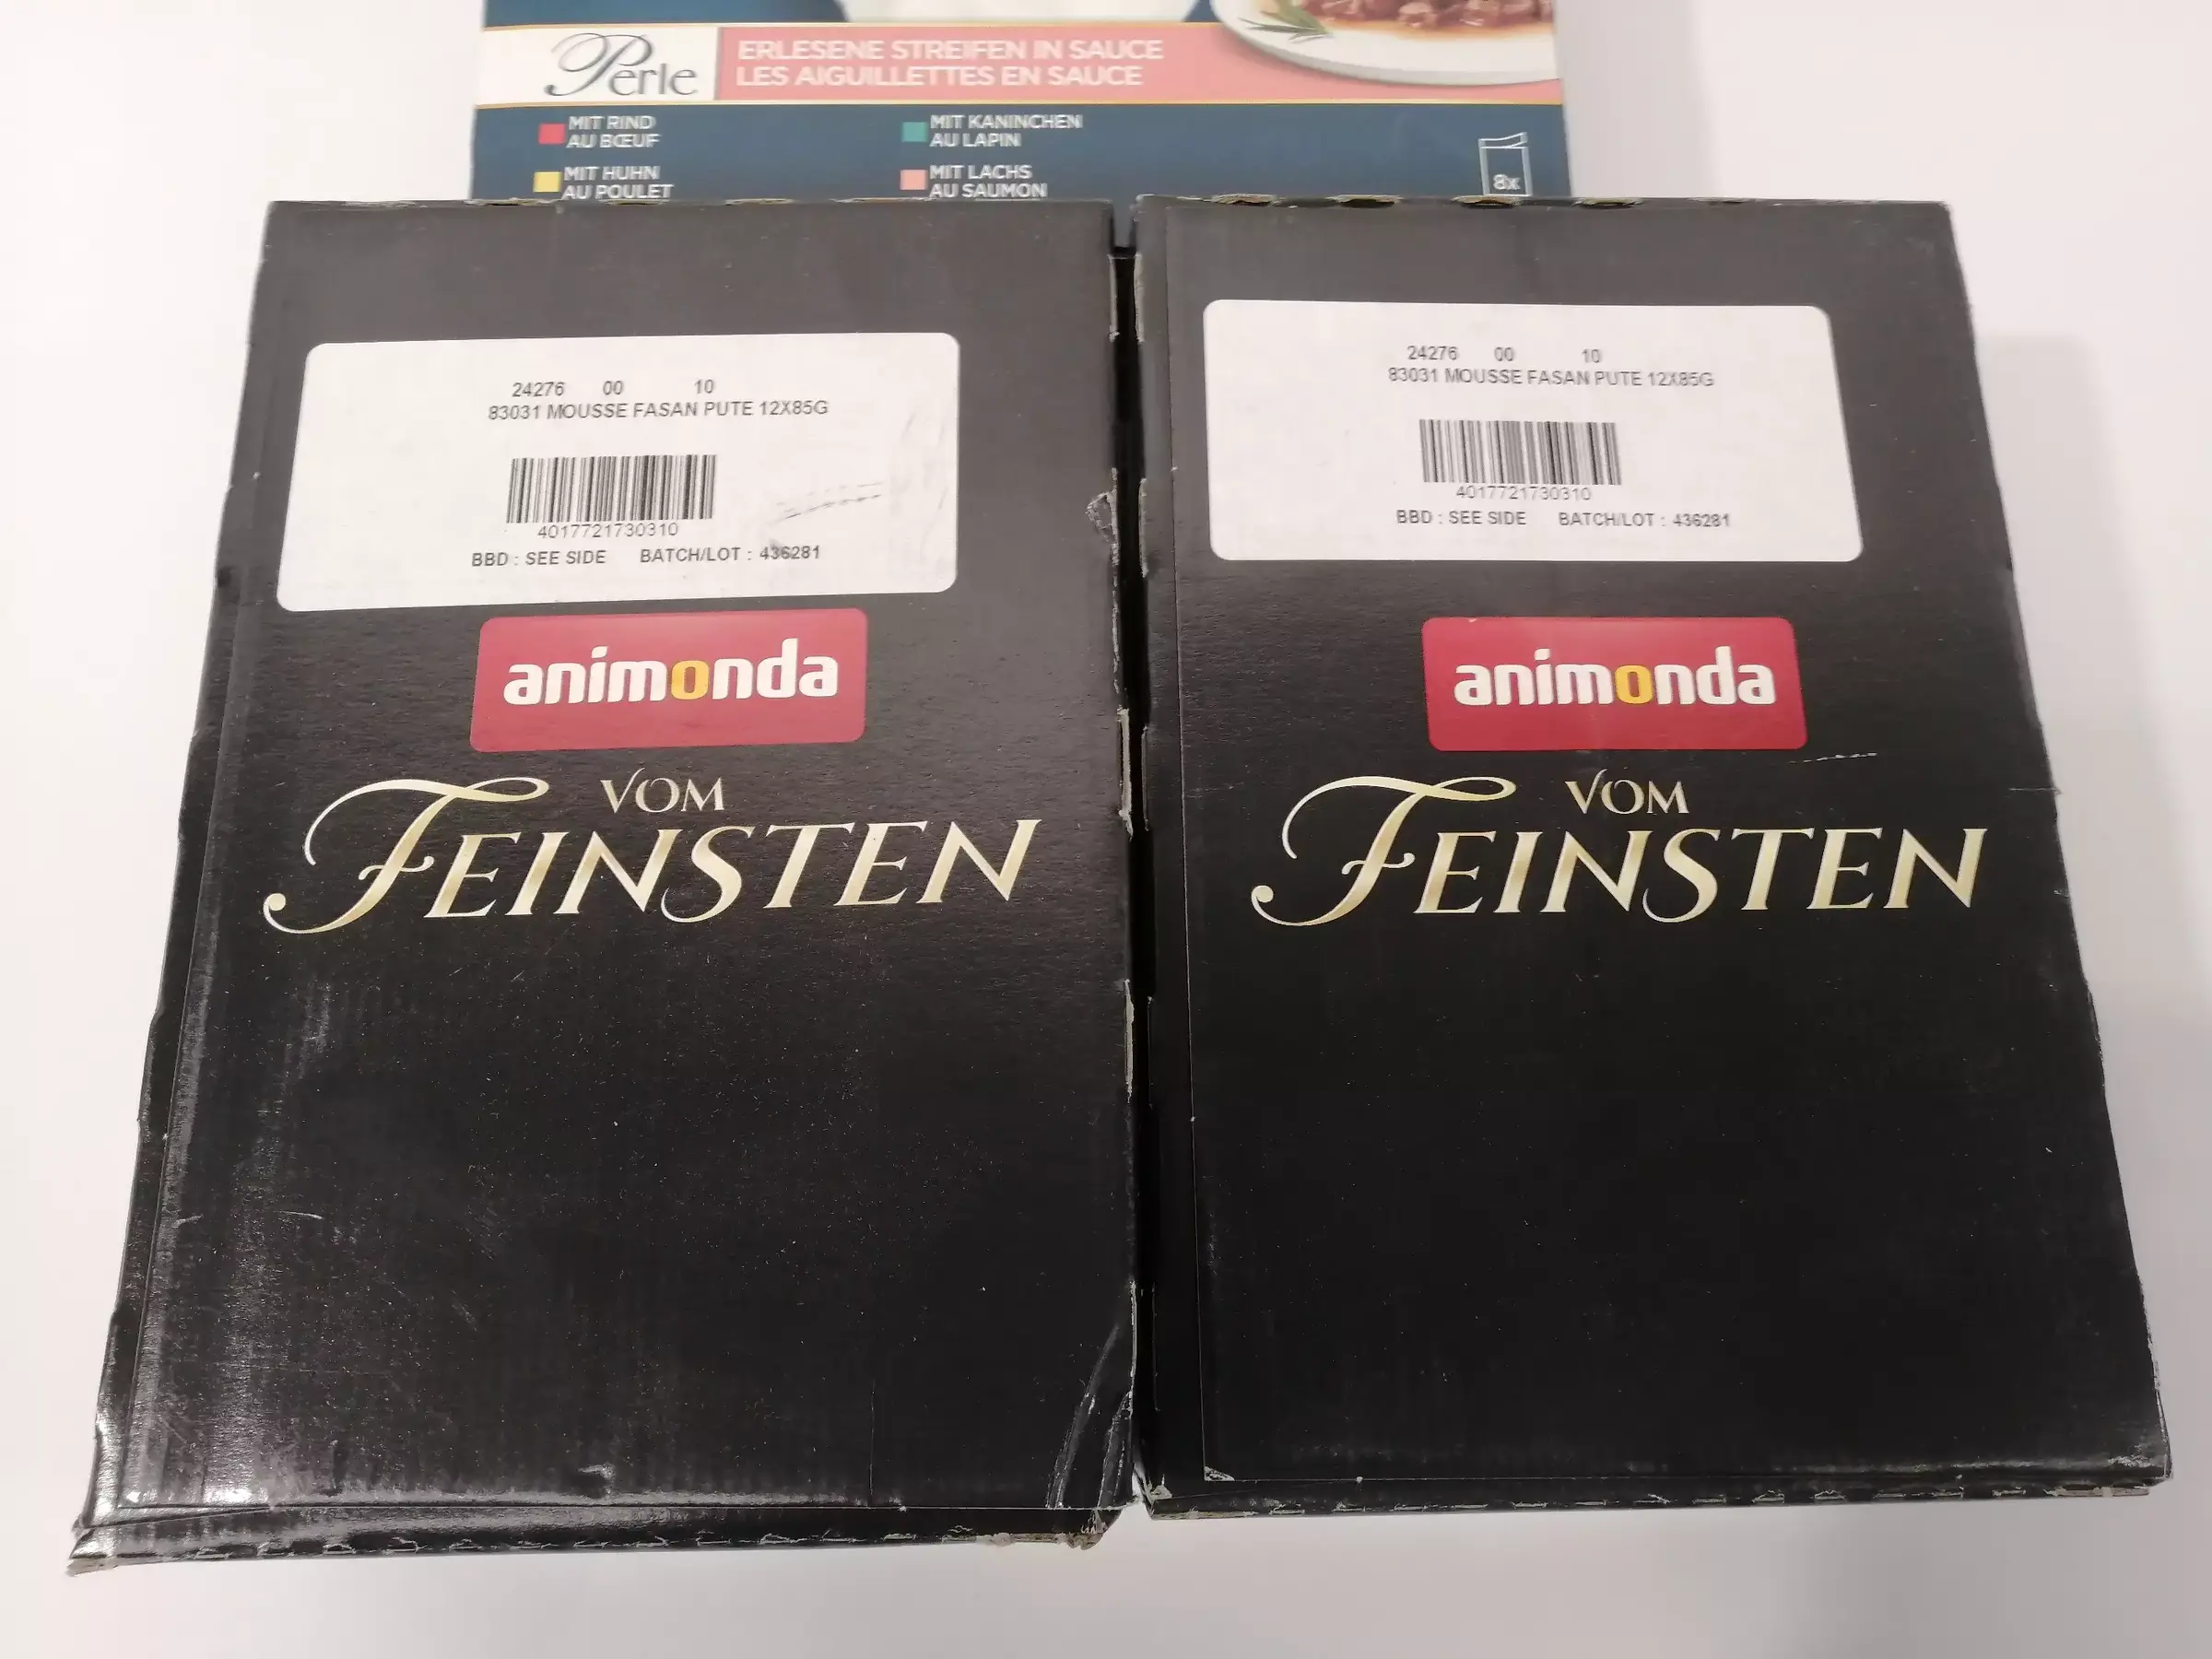 Perle
ERLESENE STREIFEN IN SAUCE
LES AIGUILLETTES EN SAUCE
MIT RIND
AU BŒUF
MIT KANINCHEN
AU LAPIN
MIT HUHN
AU POULET
MIT LACHS
AU SAUMON
8x
24276 00 10
83031 MOUSSE FASAN PUTE 12X85G
4017721730310
BBD : SEE SIDE BATCH/LOT : 436281
animonda
VOM
FEINSTEN
24276 00 10
83031 MOUSSE FASAN PUTE 12X85G
4017721730310
BBD : SEE SIDE BATCH/LOT : 436281
animonda
VOM
FEINSTEN